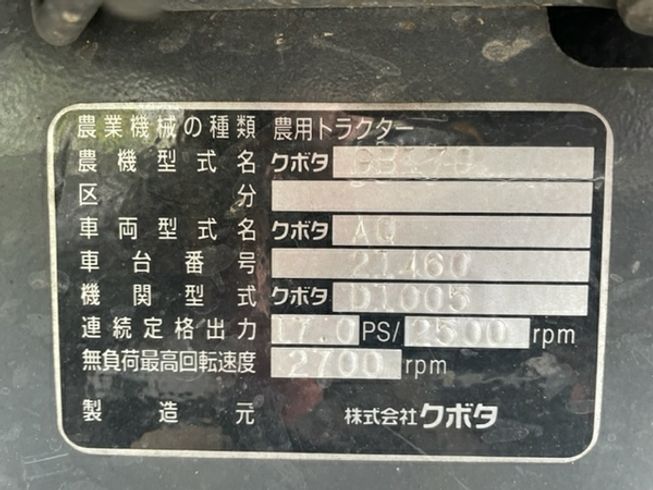 農業機械の種類 農用トラクター
農機型式名 クボタ GB170
区分
車両型式名 クボタ AQ
車台番号 21460
機関型式 クボタ D1005
連続定格出力 17.0 PS/2500 rpm
無負荷最高回転速度 2700 rpm
製造元 株式会社クボタ